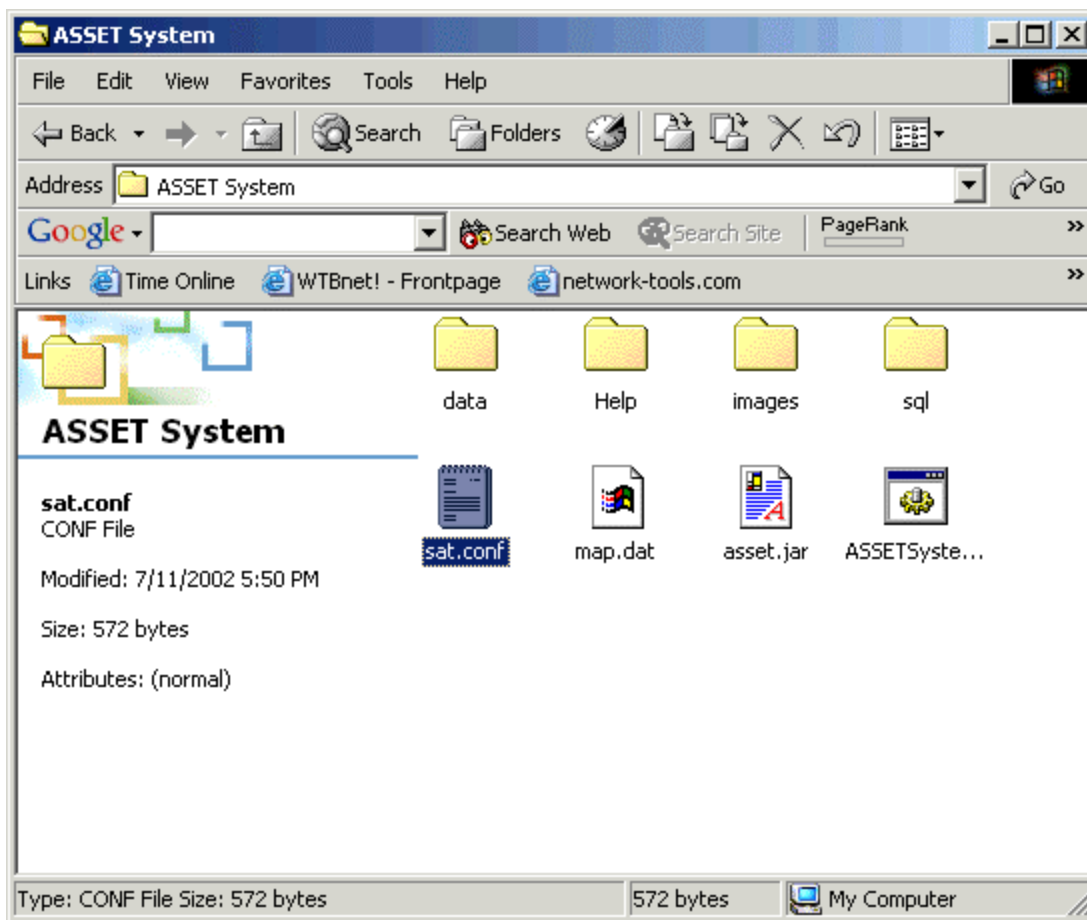 ASSET System
File Edit View Favorites Tools Help
Back Search Folders
Address ASSET System Go
Google Search Web Search Site PageRank »
Links Time Online WTBnet! - Frontpage network-tools.com »
data Help images sql
ASSET System
sat.conf
CONF File
Modified: 7/11/2002 5:50 PM
Size: 572 bytes
Attributes: (normal)
sat.conf map.dat asset.jar ASSETSyste...
Type: CONF File Size: 572 bytes 572 bytes My Computer